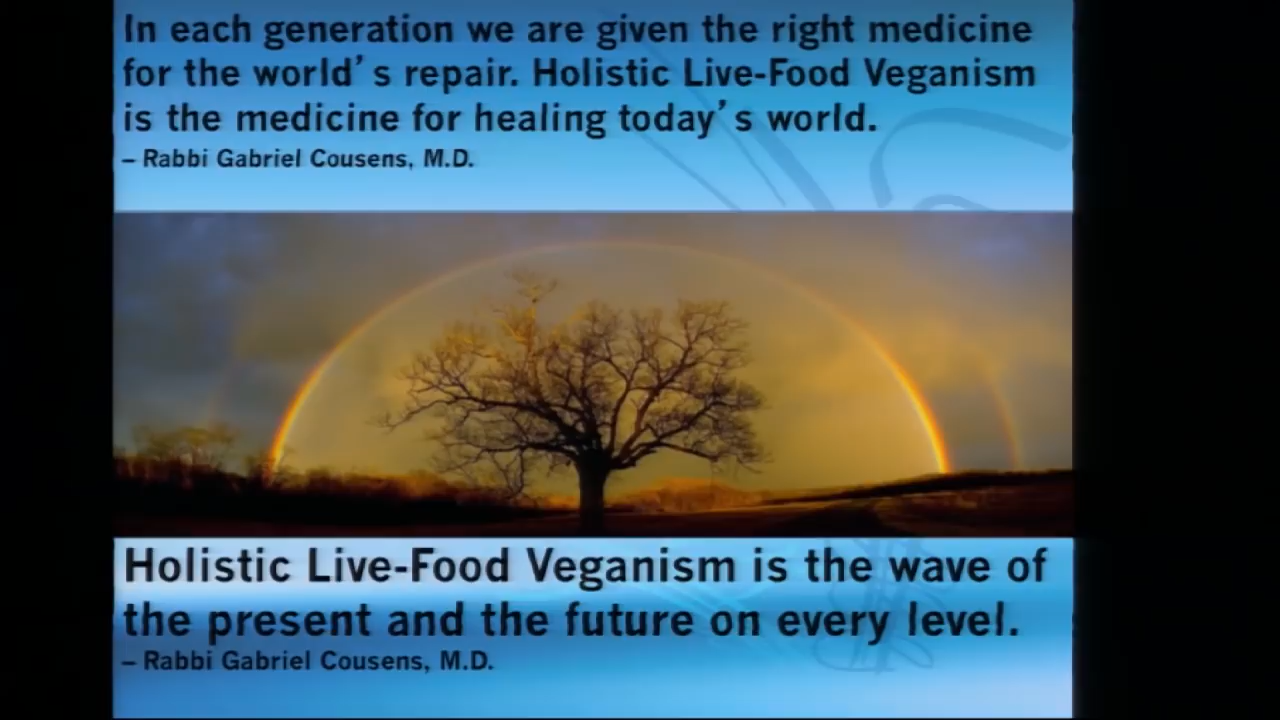 In each generation we are given the right medicine
for the world's repair. Holistic Live-Food Veganism
is the medicine for healing today's world.
– Rabbi Gabriel Cousens, M.D.
Holistic Live-Food Veganism is the wave of
the present and the future on every level.
– Rabbi Gabriel Cousens, M.D.